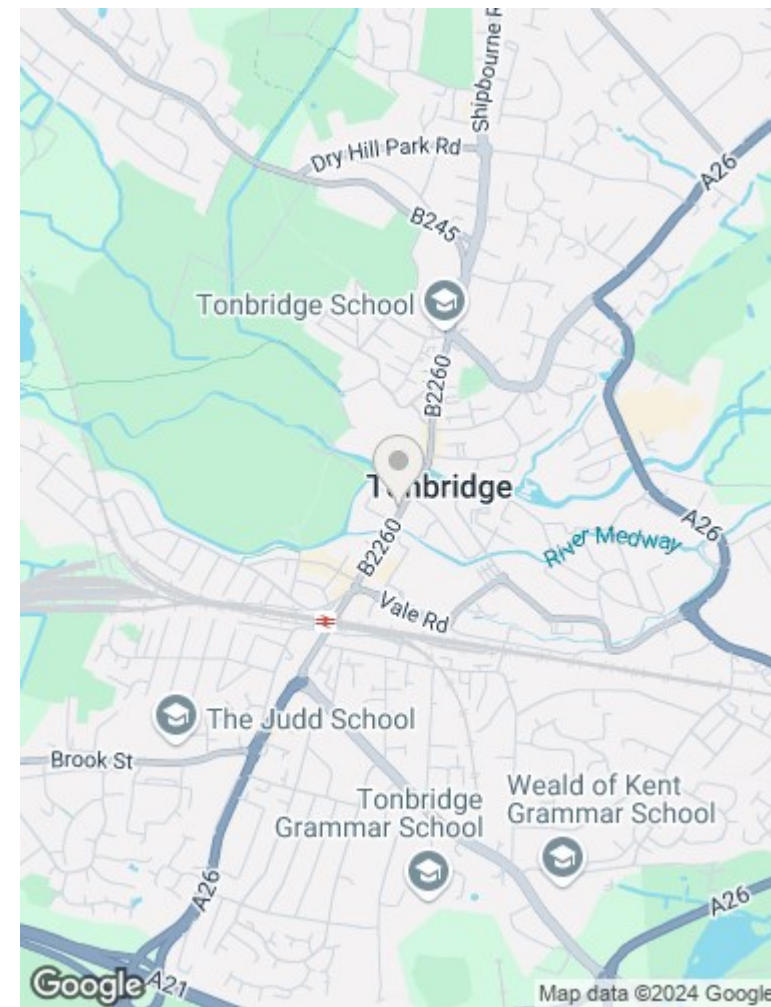 Shipbourne R
Dry Hill Park Rd
A26
B245
Tonbridge School
B2260
Tonbridge
A26
River Medway
B2260
Vale Rd
The Judd School
Brook St
Weald of Kent
Grammar School
Tonbridge
Grammar School
A26
A26
A21
Google
Map data ©2024 Google